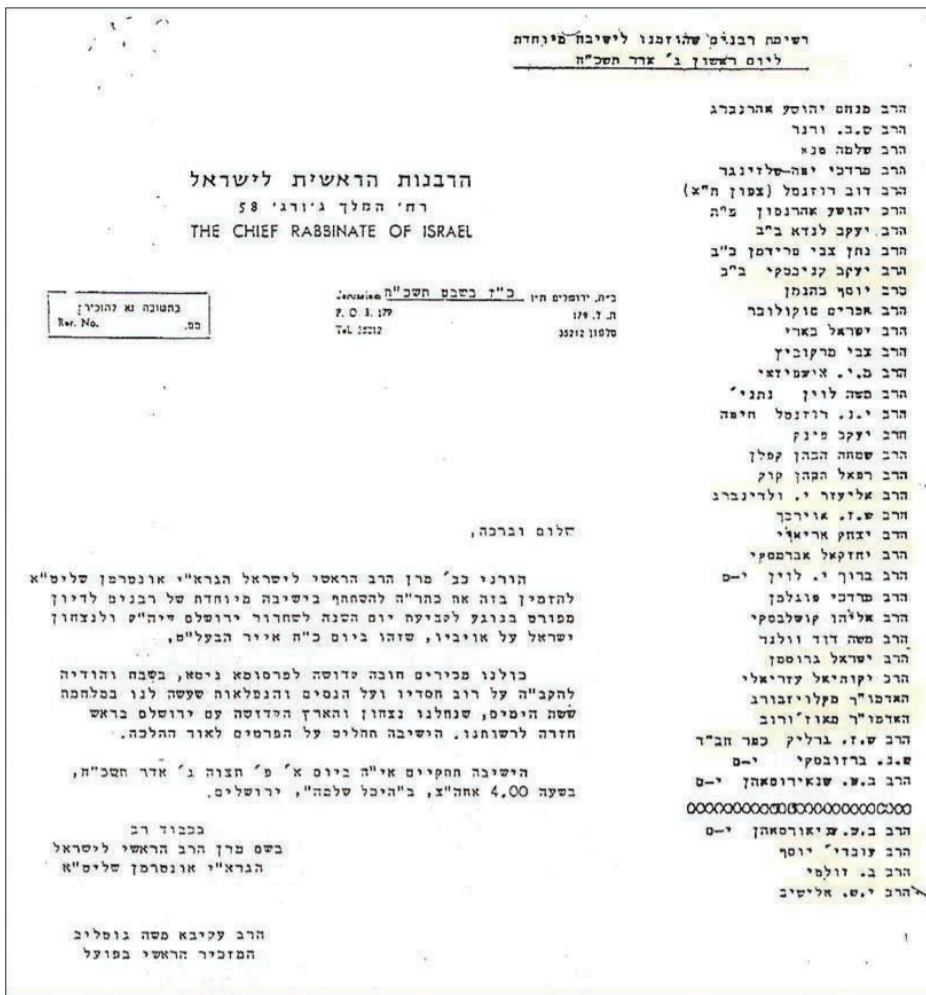 רשימת רבנים שהוזמנו לישיבה מיוחדת
ליום ראשון ג' אדר תשכ"ח
הרב מנחם יהושע אהרנברג
הרב ש.ב. ורנר
הרב שלמה טנא
הרב מרדכי יפה-שלזינגר
הרב דוב רוזנטל (צפון ת"א)
הרב יהושע אהרנסון פ"ת
הרב יעקב לנדא ב"ב
הרב נתן צבי פרידמן ב"ב
הרב יעקב קניבסקי ב"ב
הרב יוסף כהנמן
הרב אפרים סוקולובר
הרב ישראל בארי
הרב צבי מרקוביץ
הרב משה לוין נתני'
הרב י.נ. רוזנטל חיפה
הרב יעקב פינק
הרב שמחה הכהן קפלן
הרב רפאל הכהן קוק
הרב אליעזר י. ולדינברג
הרב ש.ז. אוירבך
הרב יצחק אריאלי
הרב יחזקאל אברמסקי
הרב ברוך י. לוין י-ם
הרב מרדכי פוגלמן
הרב אליהו קושלבסקי
הרב משה דוד וולנר
הרב ישראל גרוסמן
הרב יקותיאל עזריאלי
האדמו"ר מקלויזבורג
האדמו"ר מאוז'ורוב
הרב ש.ז. גרליק כפר חב"ד
ש.נ. ברזובסקי י-ם
הרב ב.ש. שנאירסאהן י-ם
הרב ב.ש. שניאורסאהן י-ם
הרב עובדי' יוסף
הרב ב. זולטי
הרב י.ש. אלישיב
הרבנות הראשית לישראל
רח' המלך ג'ורג' 58
THE CHIEF RABBINATE OF ISRAEL
ב"ה, ירושלים ת"ו כ"ז בשבט תשכ"ח Jerusalem
ת. ד. 179 P. O. B. 179
טלפון 35212 Tel. 35212
בתשובה נא להזכיר
Ref. No. מס.
שלום וברכה,
הורני כב' מרן הרב הראשי לישראל הגרא"י אונטרמן שליט"א
להזמין בזה את כתר"ה להשתתף בישיבה מיוחדת של רבנים לדיון
מפורט בנוגע לקביעת יום השנה לשחרור ירושלם עיה"ק ולנצחון
ישראל על אויביו, שזהו ביום כ"ח אייר הבעל"ט.
כולנו מכירים חובה קדושה לפרסומא ניסא, בשבח והודיה
להקב"ה על רוב חסדיו ועל הנסים והנפלאות שעשה לנו במלחמת
ששת הימים, שנחלנו נצחון והארץ הקדושה עם ירושלם בראש
חזרה לרשותנו. הישיבה תחליט על הפרטים לאור ההלכה.
הישיבה תתקיים אי"ה ביום א' פ' תצוה ג' אדר תשכ"ח,
בשעה 4.00 אחה"צ, ב"היכל שלמה", ירושלים.
בכבוד רב
בשם מרן הרב הראשי לישראל
הגרא"י אונטרמן שליט"א
הרב עקיבא משה גוטליב
המזכיר הראשי בפועל